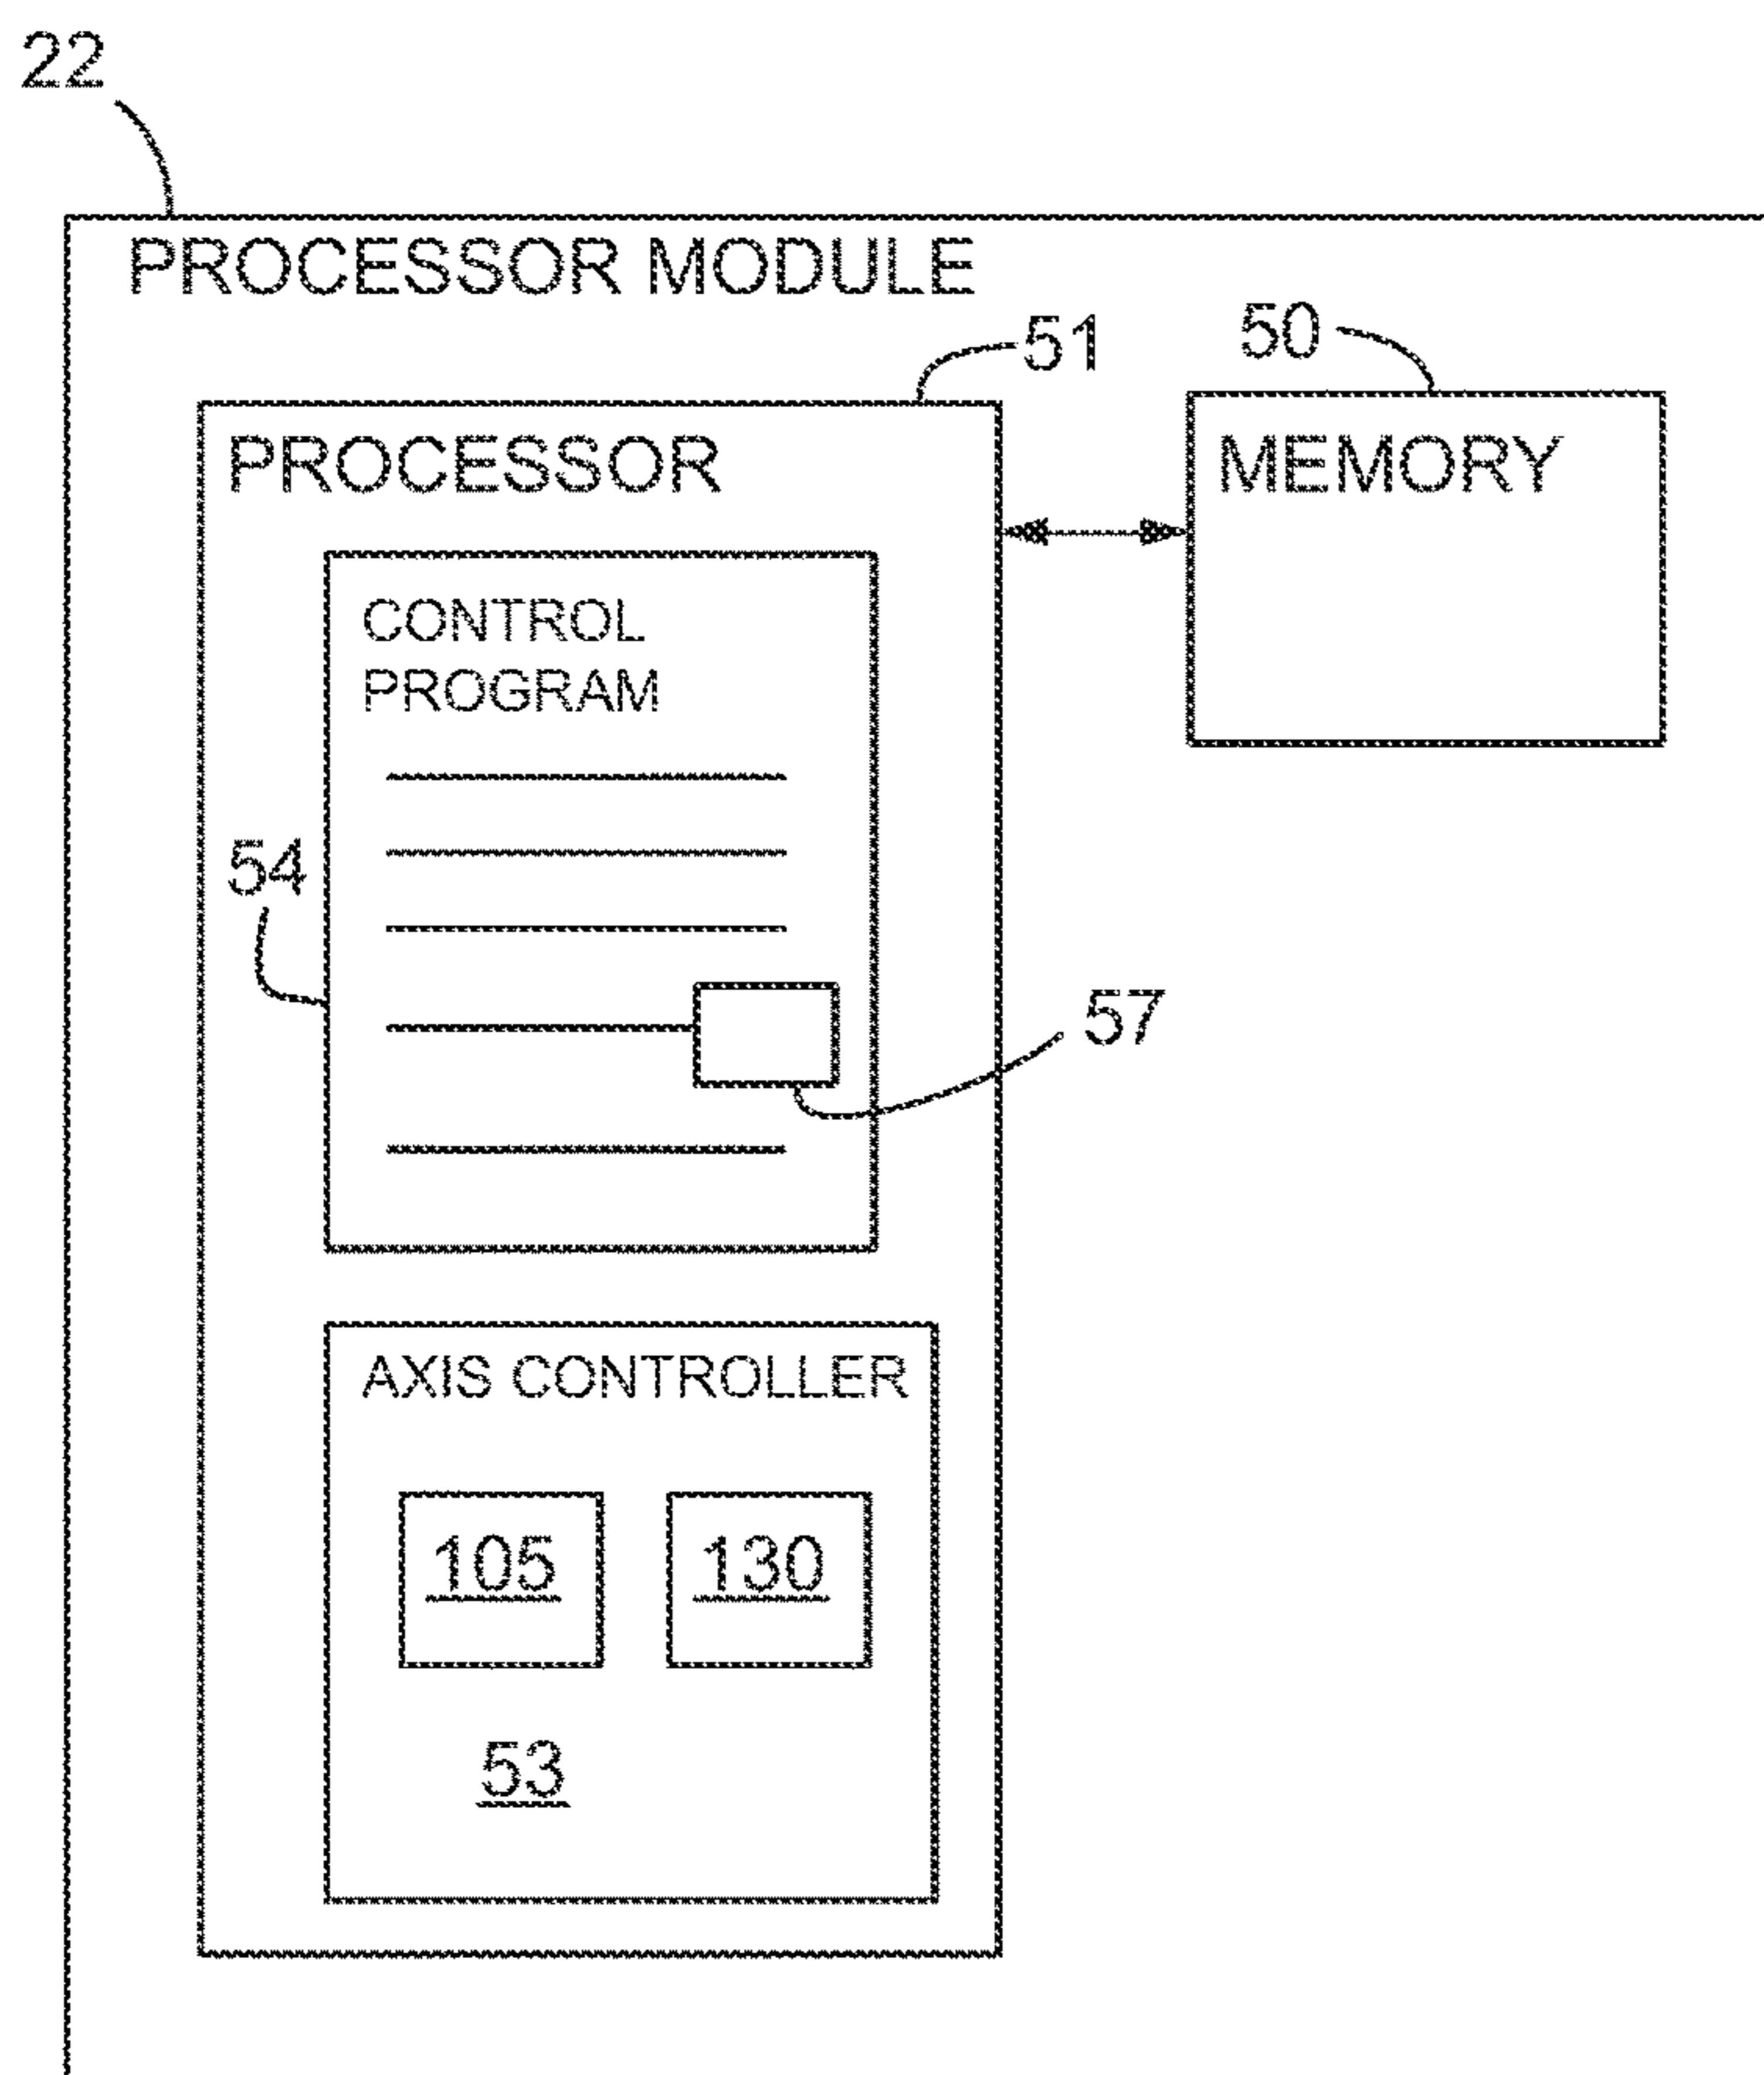 22
PROCESSOR MODULE
51
50
PROCESSOR
MEMORY
CONTROL
PROGRAM
54
57
AXIS CONTROLLER
105
130
53